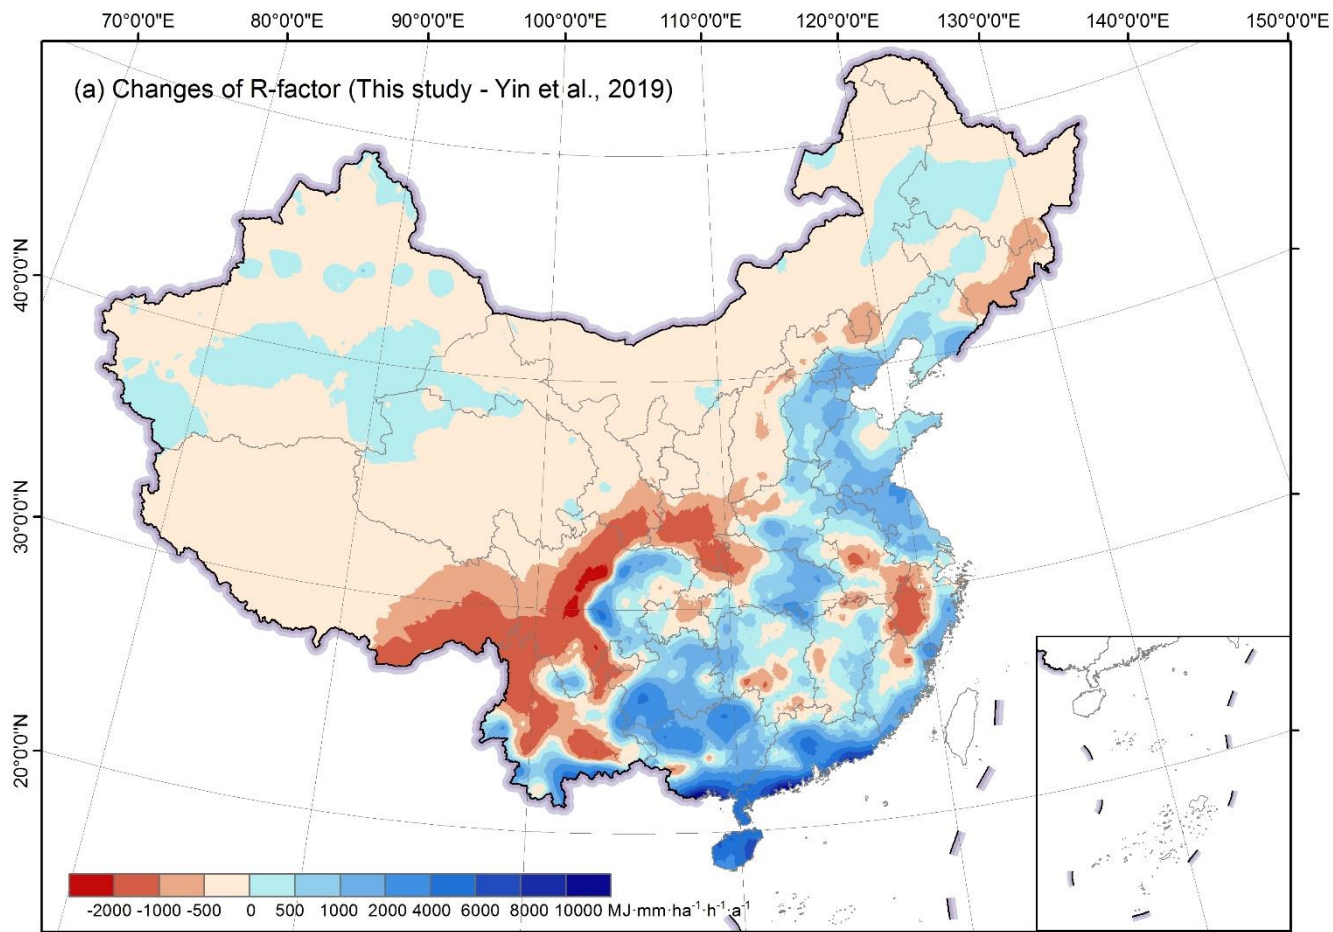 70°0'0"E 80°0'0"E 90°0'0"E 100°0'0"E 110°0'0"E 120°0'0"E 130°0'0"E 140°0'0"E 150°0'0"E
(a) Changes of R-factor (This study - Yin et al., 2019)
40°0'0"N
30°0'0"N
20°0'0"N
-2000 -1000 -500 0 500 1000 2000 4000 6000 8000 10000 MJ·mm·ha⁻¹·h⁻¹·a⁻¹